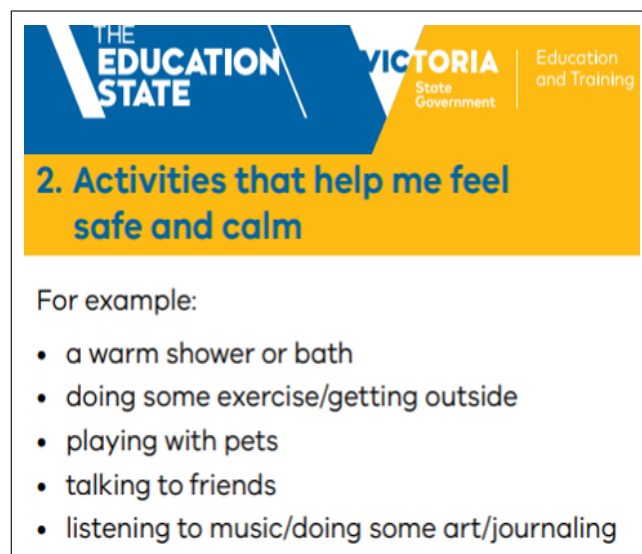 THE
EDUCATION
STATE
VICTORIA
State
Government
Education
and Training
2. Activities that help me feel
safe and calm
For example:
• a warm shower or bath
• doing some exercise/getting outside
• playing with pets
• talking to friends
• listening to music/doing some art/journaling